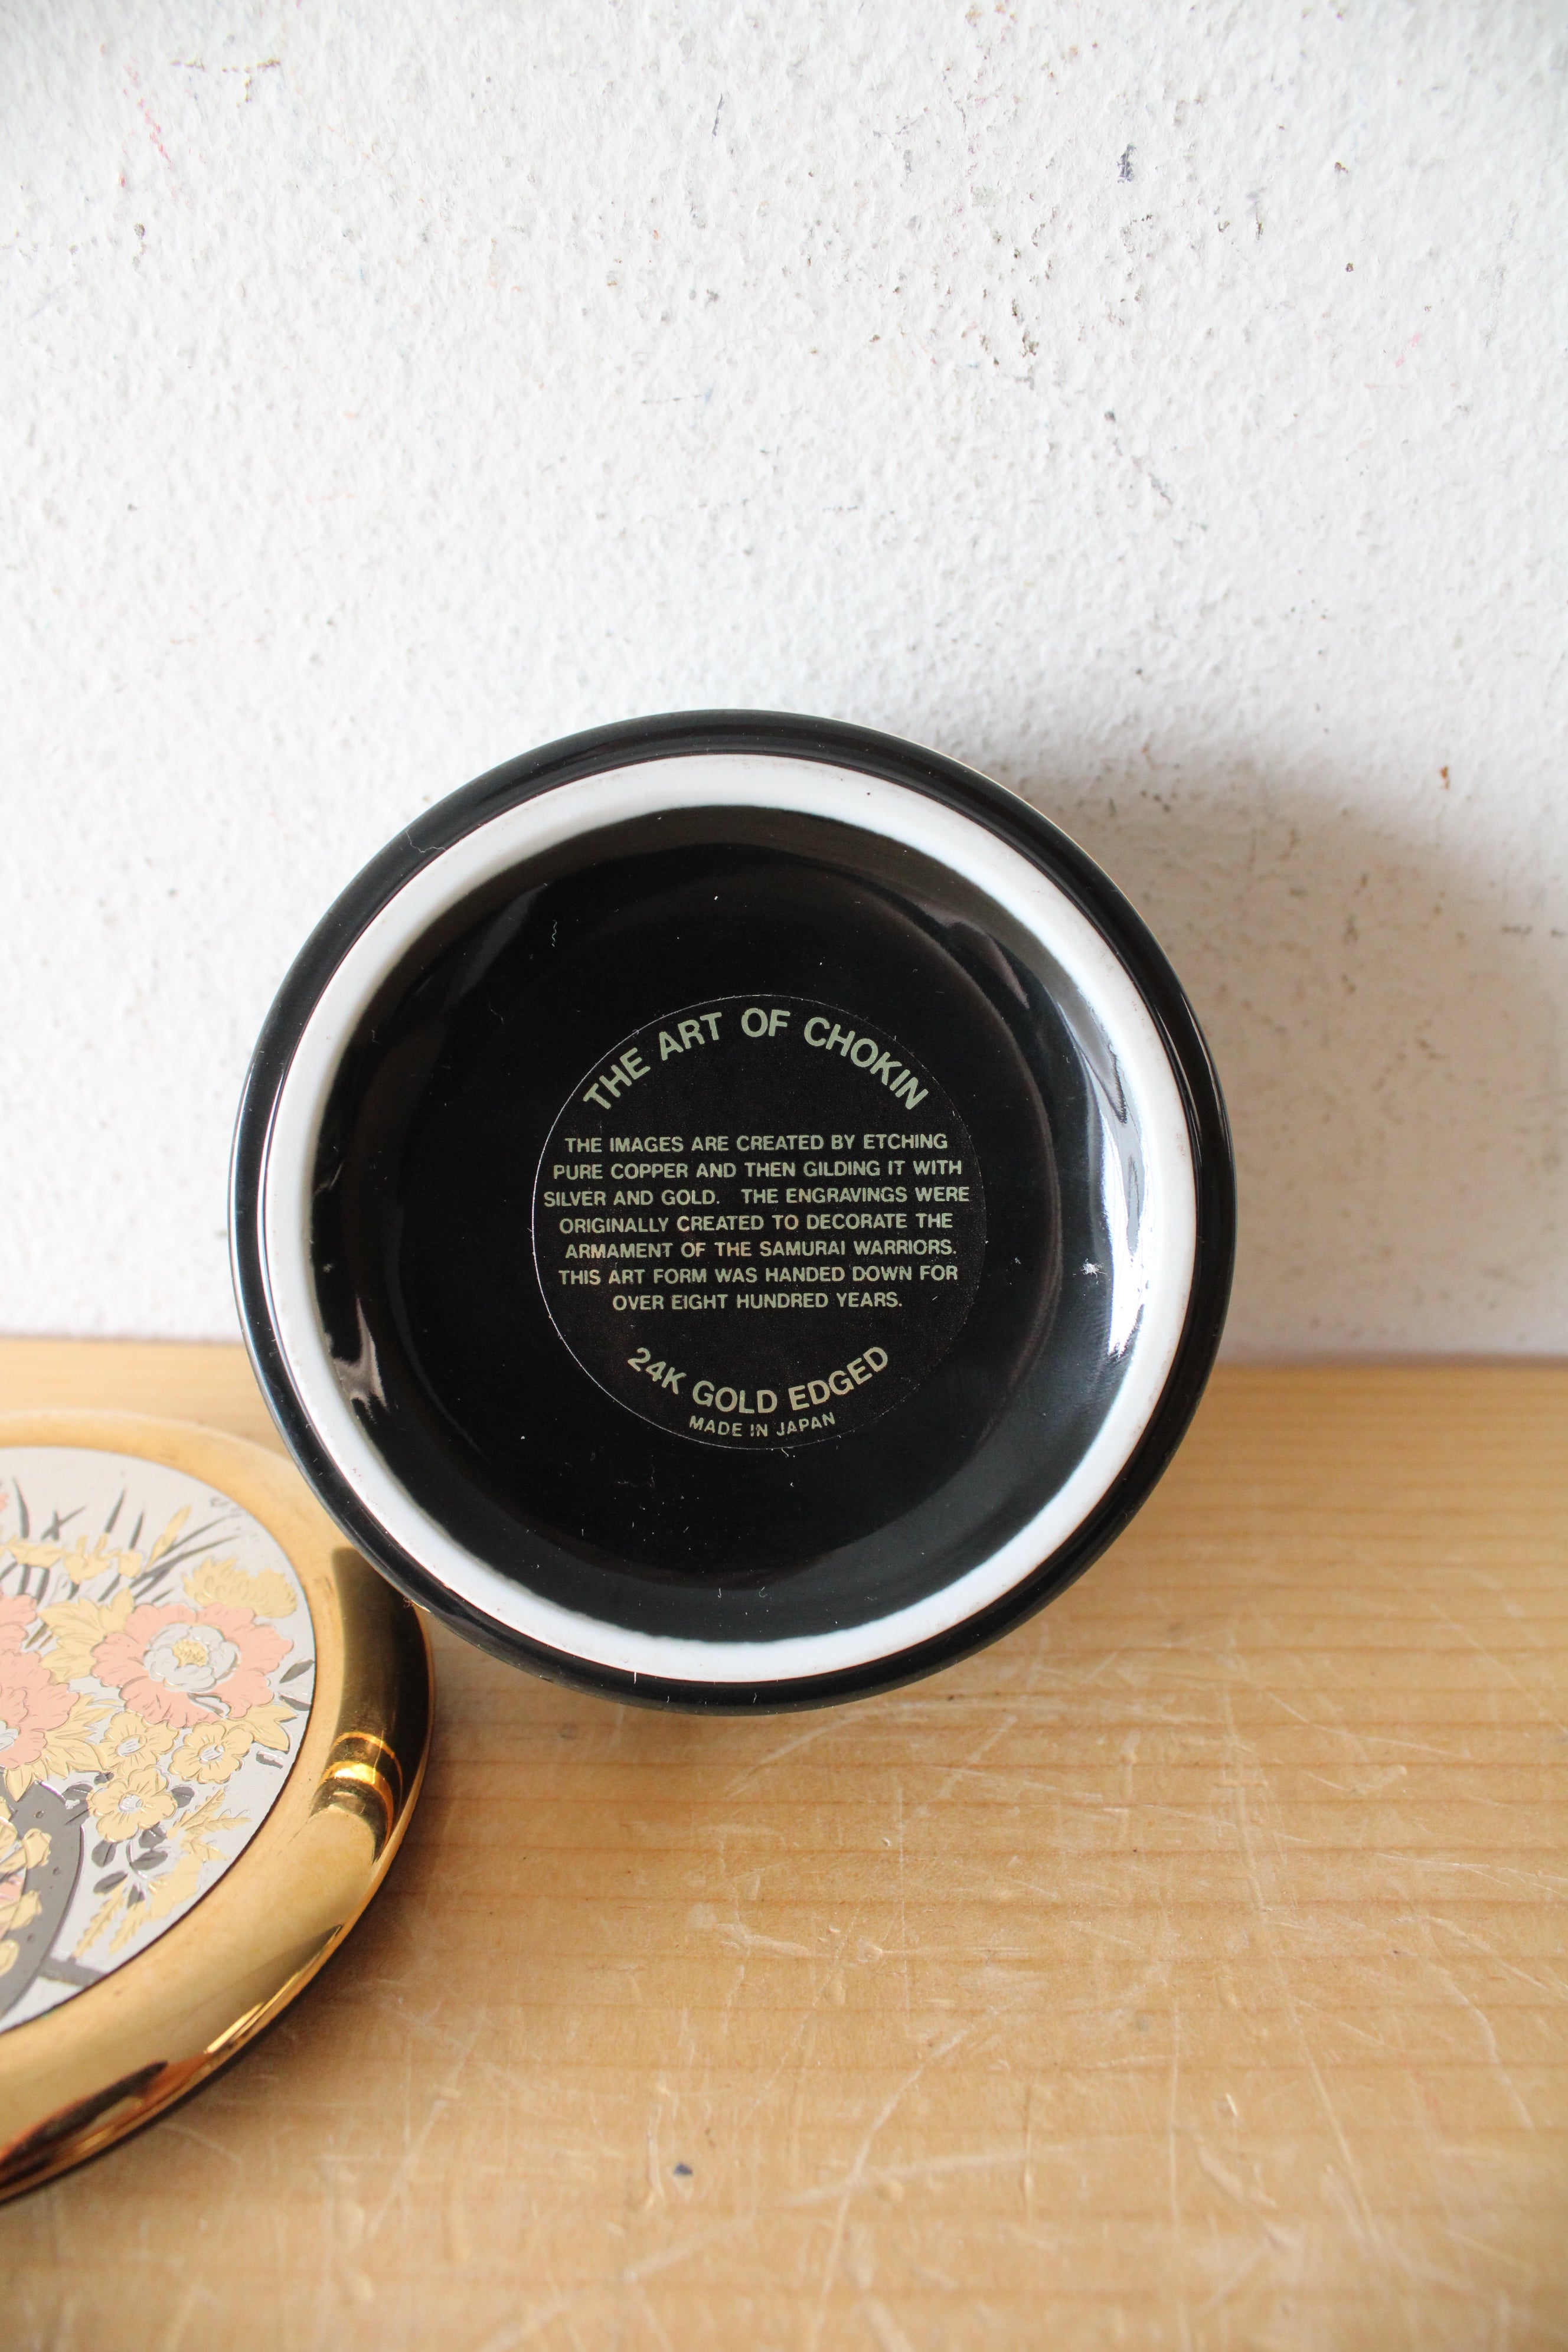 THE ART OF CHOKIN
THE IMAGES ARE CREATED BY ETCHING
PURE COPPER AND THEN GILDING IT WITH
SILVER AND GOLD. THE ENGRAVINGS WERE
ORIGINALLY CREATED TO DECORATE THE
ARMAMENT OF THE SAMURAI WARRIORS.
THIS ART FORM WAS HANDED DOWN FOR
OVER EIGHT HUNDRED YEARS.
24K GOLD EDGED
MADE IN JAPAN